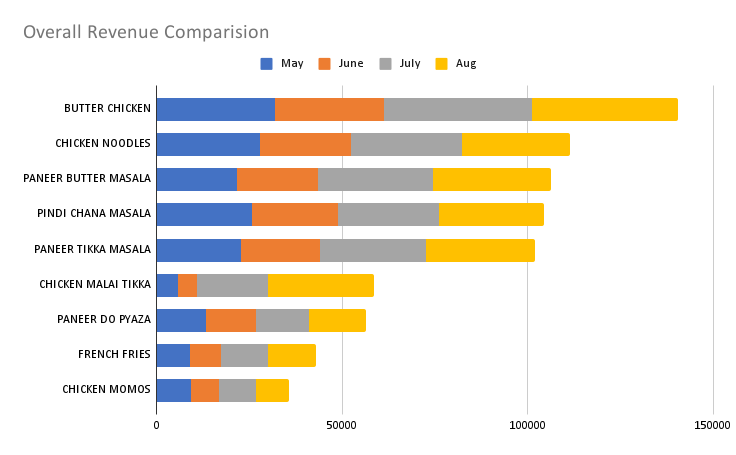 Overall Revenue Comparision
May June July Aug
BUTTER CHICKEN
CHICKEN NOODLES
PANEER BUTTER MASALA
PINDI CHANA MASALA
PANEER TIKKA MASALA
CHICKEN MALAI TIKKA
PANEER DO PYAZA
FRENCH FRIES
CHICKEN MOMOS
0 50000 100000 150000